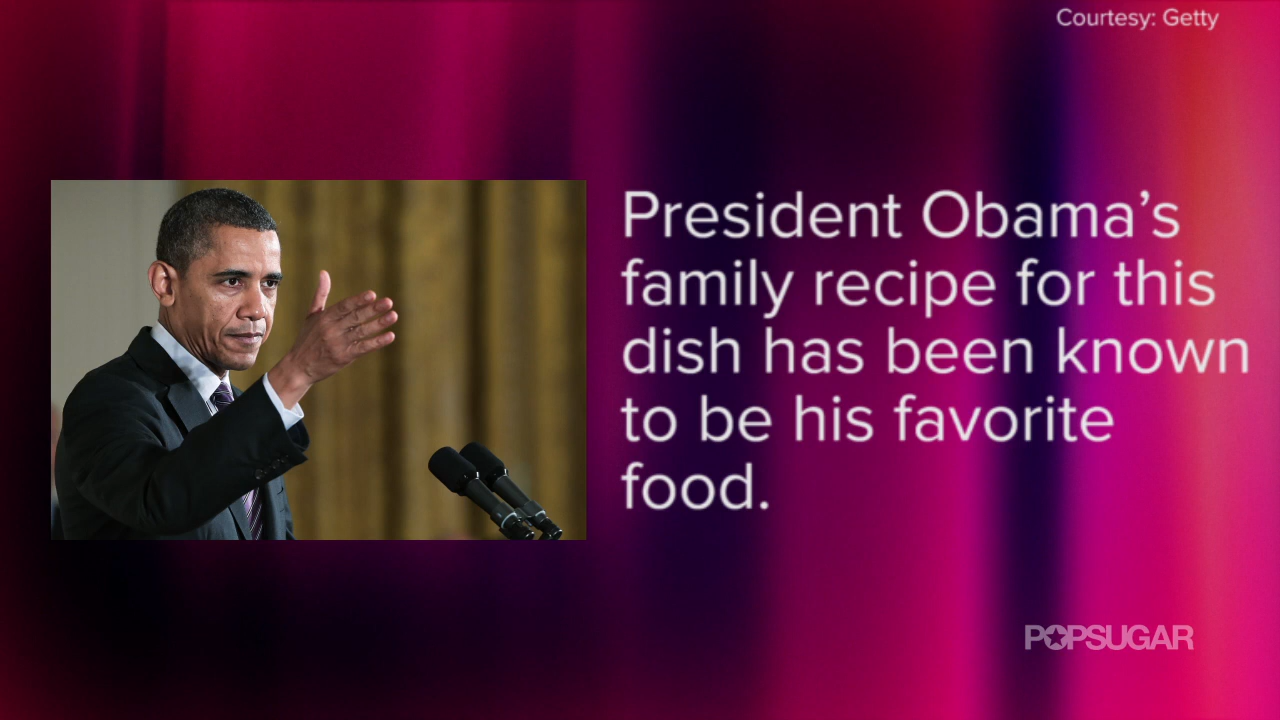 Courtesy: Getty
President Obama’s
family recipe for this
dish has been known
to be his favorite
food.
POPSUGAR